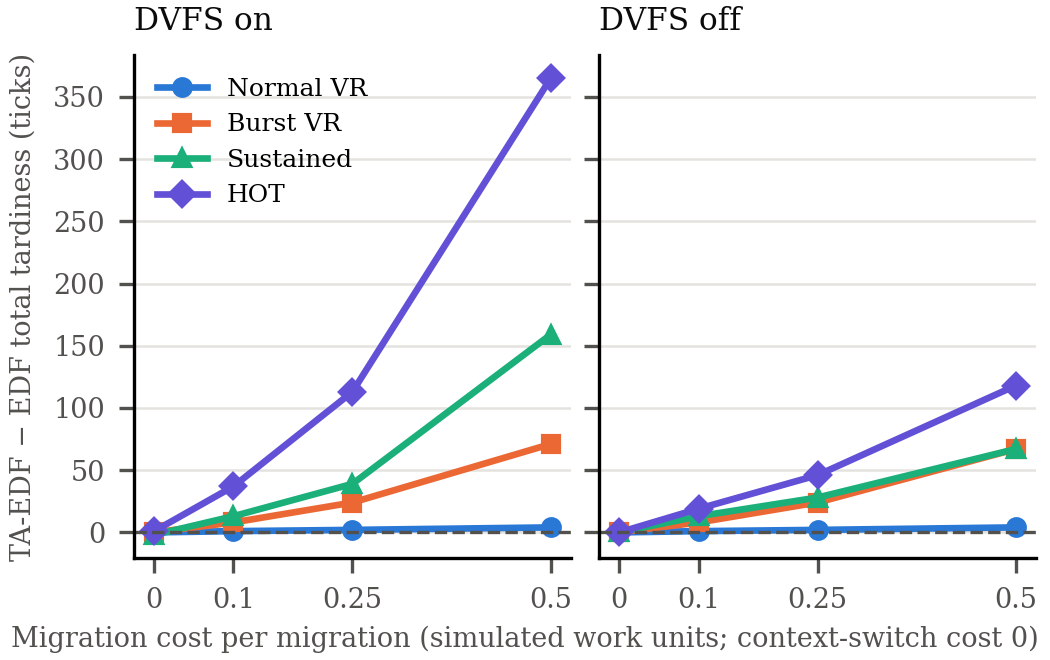 DVFS on
DVFS off
TA-EDF − EDF total tardiness (ticks)
350
300
250
200
150
100
50
0
Normal VR
Burst VR
Sustained
HOT
0 0.1 0.25 0.5
0 0.1 0.25 0.5
Migration cost per migration (simulated work units; context-switch cost 0)